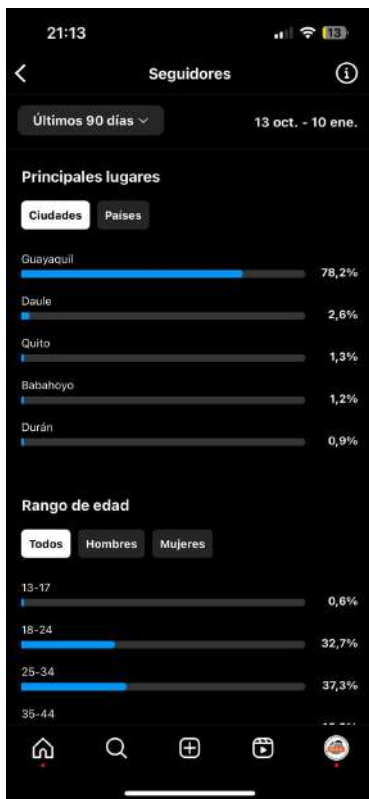 21:13
13
Seguidores
Últimos 90 días
13 oct. - 10 ene.
Principales lugares
Ciudades Países
Guayaquil
78,2%
Daule
2,6%
Quito
1,3%
Babahoyo
1,2%
Durán
0,9%
Rango de edad
Todos Hombres Mujeres
13-17
0,6%
18-24
32,7%
25-34
37,3%
35-44